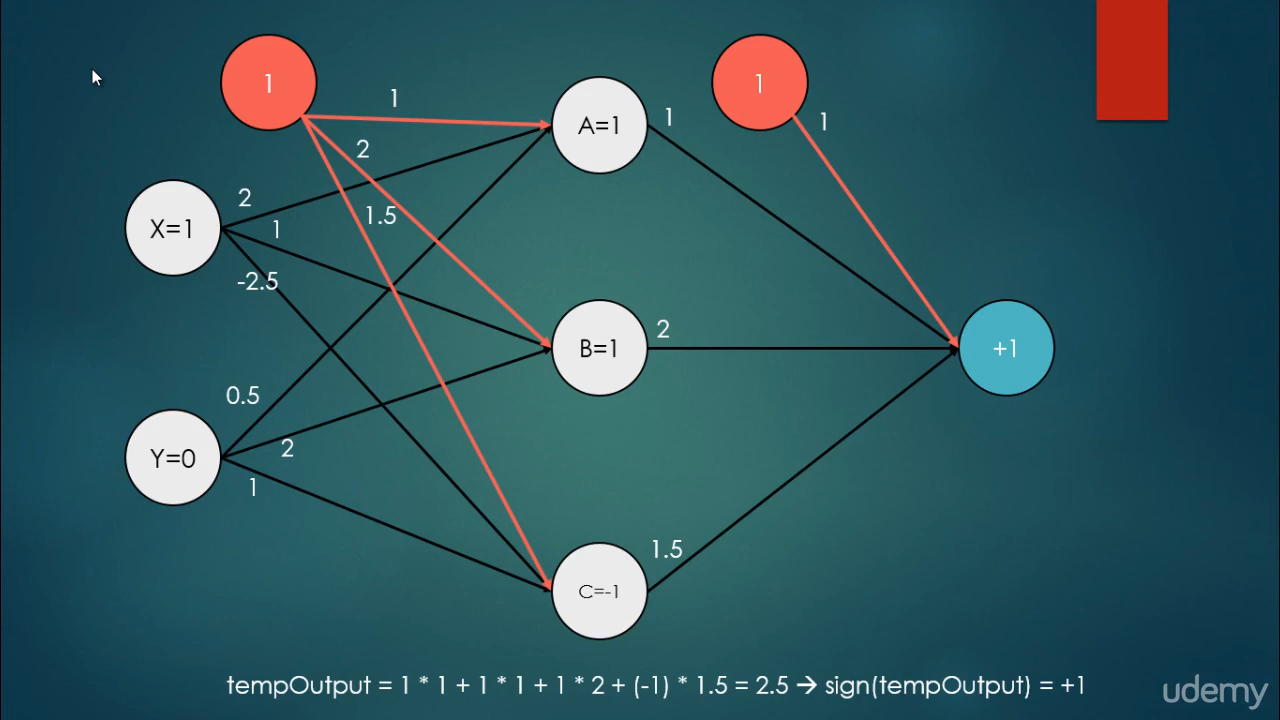 1
1
1
A=1
1
1
2
2
1.5
X=1
1
-2.5
B=1
2
+1
0.5
Y=0
2
1
1.5
C=-1
tempOutput = 1 * 1 + 1 * 1 + 1 * 2 + (-1) * 1.5 = 2.5 → sign(tempOutput) = +1
udemy